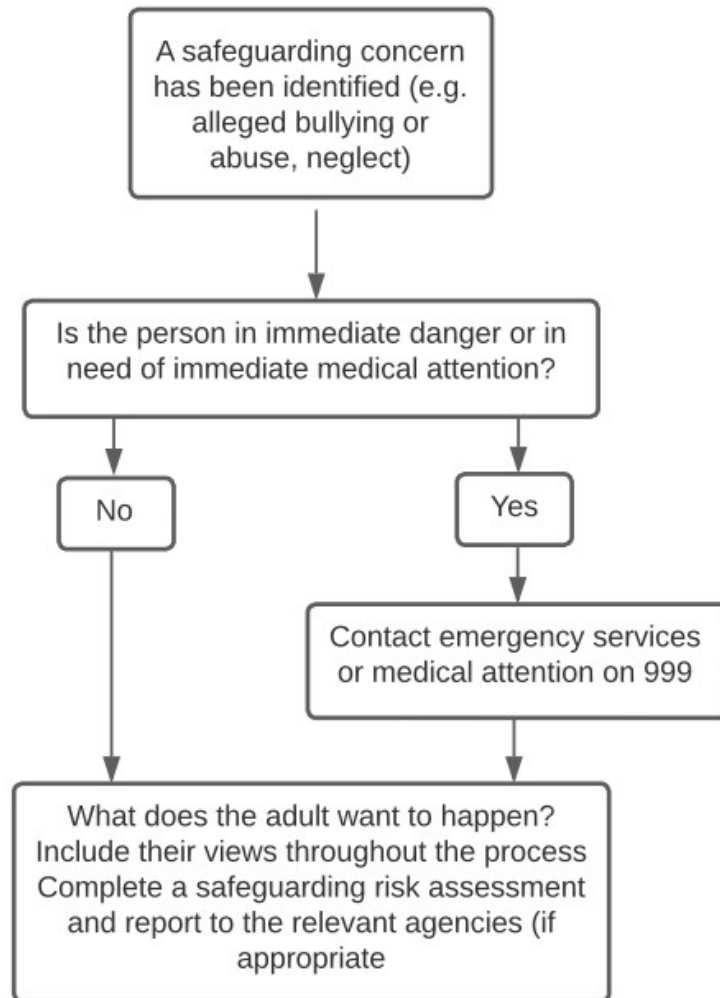 A safeguarding concern
has been identified (e.g.
alleged bullying or
abuse, neglect)
Is the person in immediate danger or in
need of immediate medical attention?
No
Yes
Contact emergency services
or medical attention on 999
What does the adult want to happen?
Include their views throughout the process
Complete a safeguarding risk assessment
and report to the relevant agencies (if
appropriate